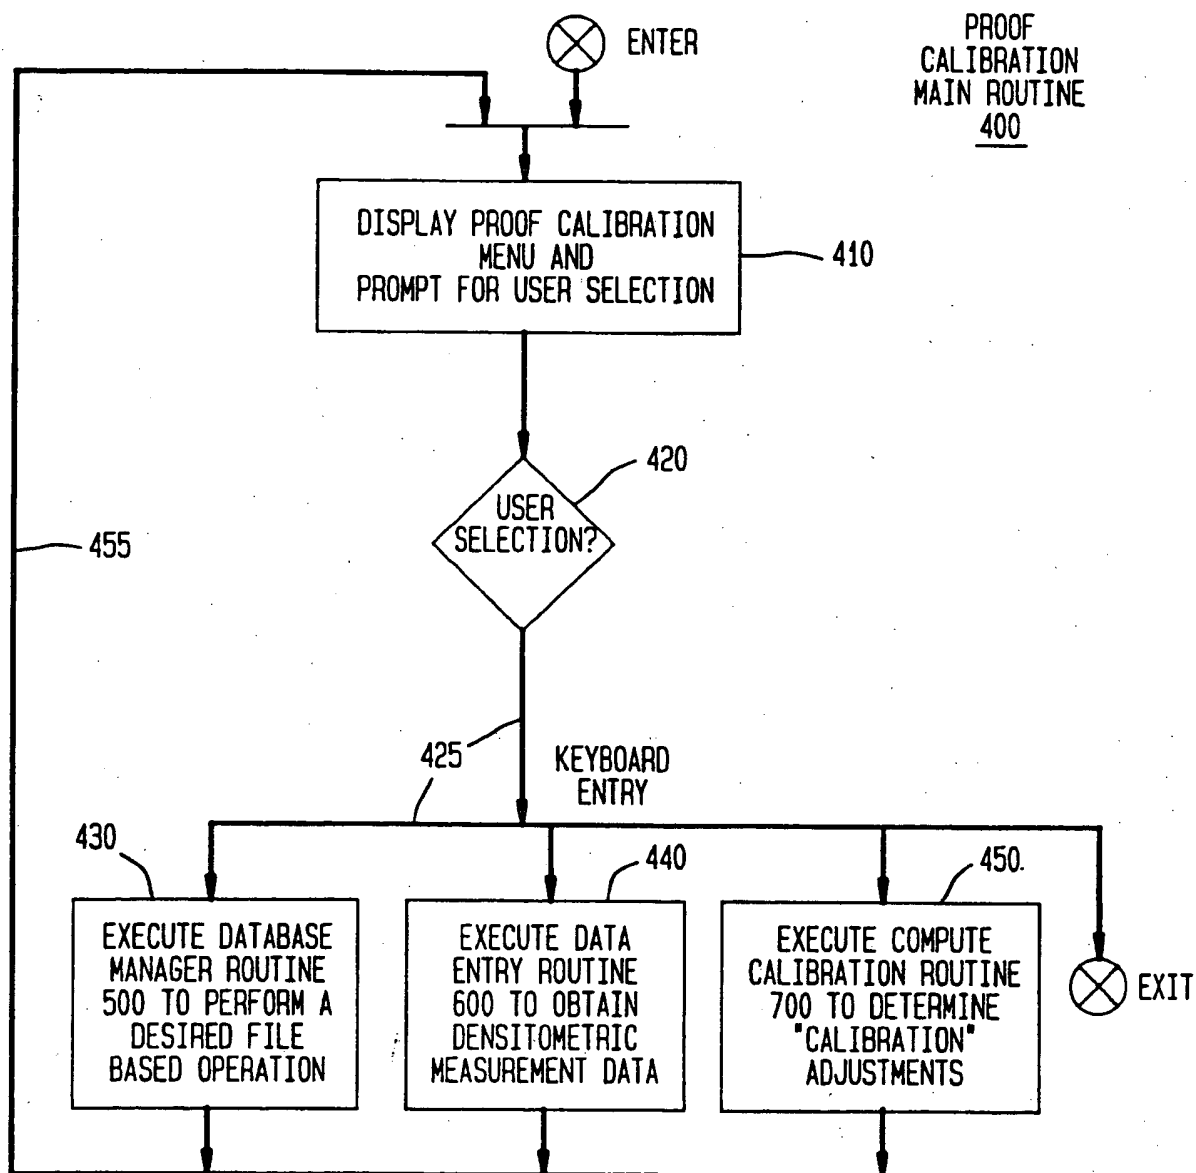 ENTER
PROOF
CALIBRATION
MAIN ROUTINE
400
DISPLAY PROOF CALIBRATION
MENU AND
PROMPT FOR USER SELECTION
410
420
USER
SELECTION?
455
425
KEYBOARD
ENTRY
430
440
450.
EXECUTE DATABASE
MANAGER ROUTINE
500 TO PERFORM A
DESIRED FILE
BASED OPERATION
EXECUTE DATA
ENTRY ROUTINE
600 TO OBTAIN
DENSITOMETRIC
MEASUREMENT DATA
EXECUTE COMPUTE
CALIBRATION ROUTINE
700 TO DETERMINE
"CALIBRATION"
ADJUSTMENTS
EXIT